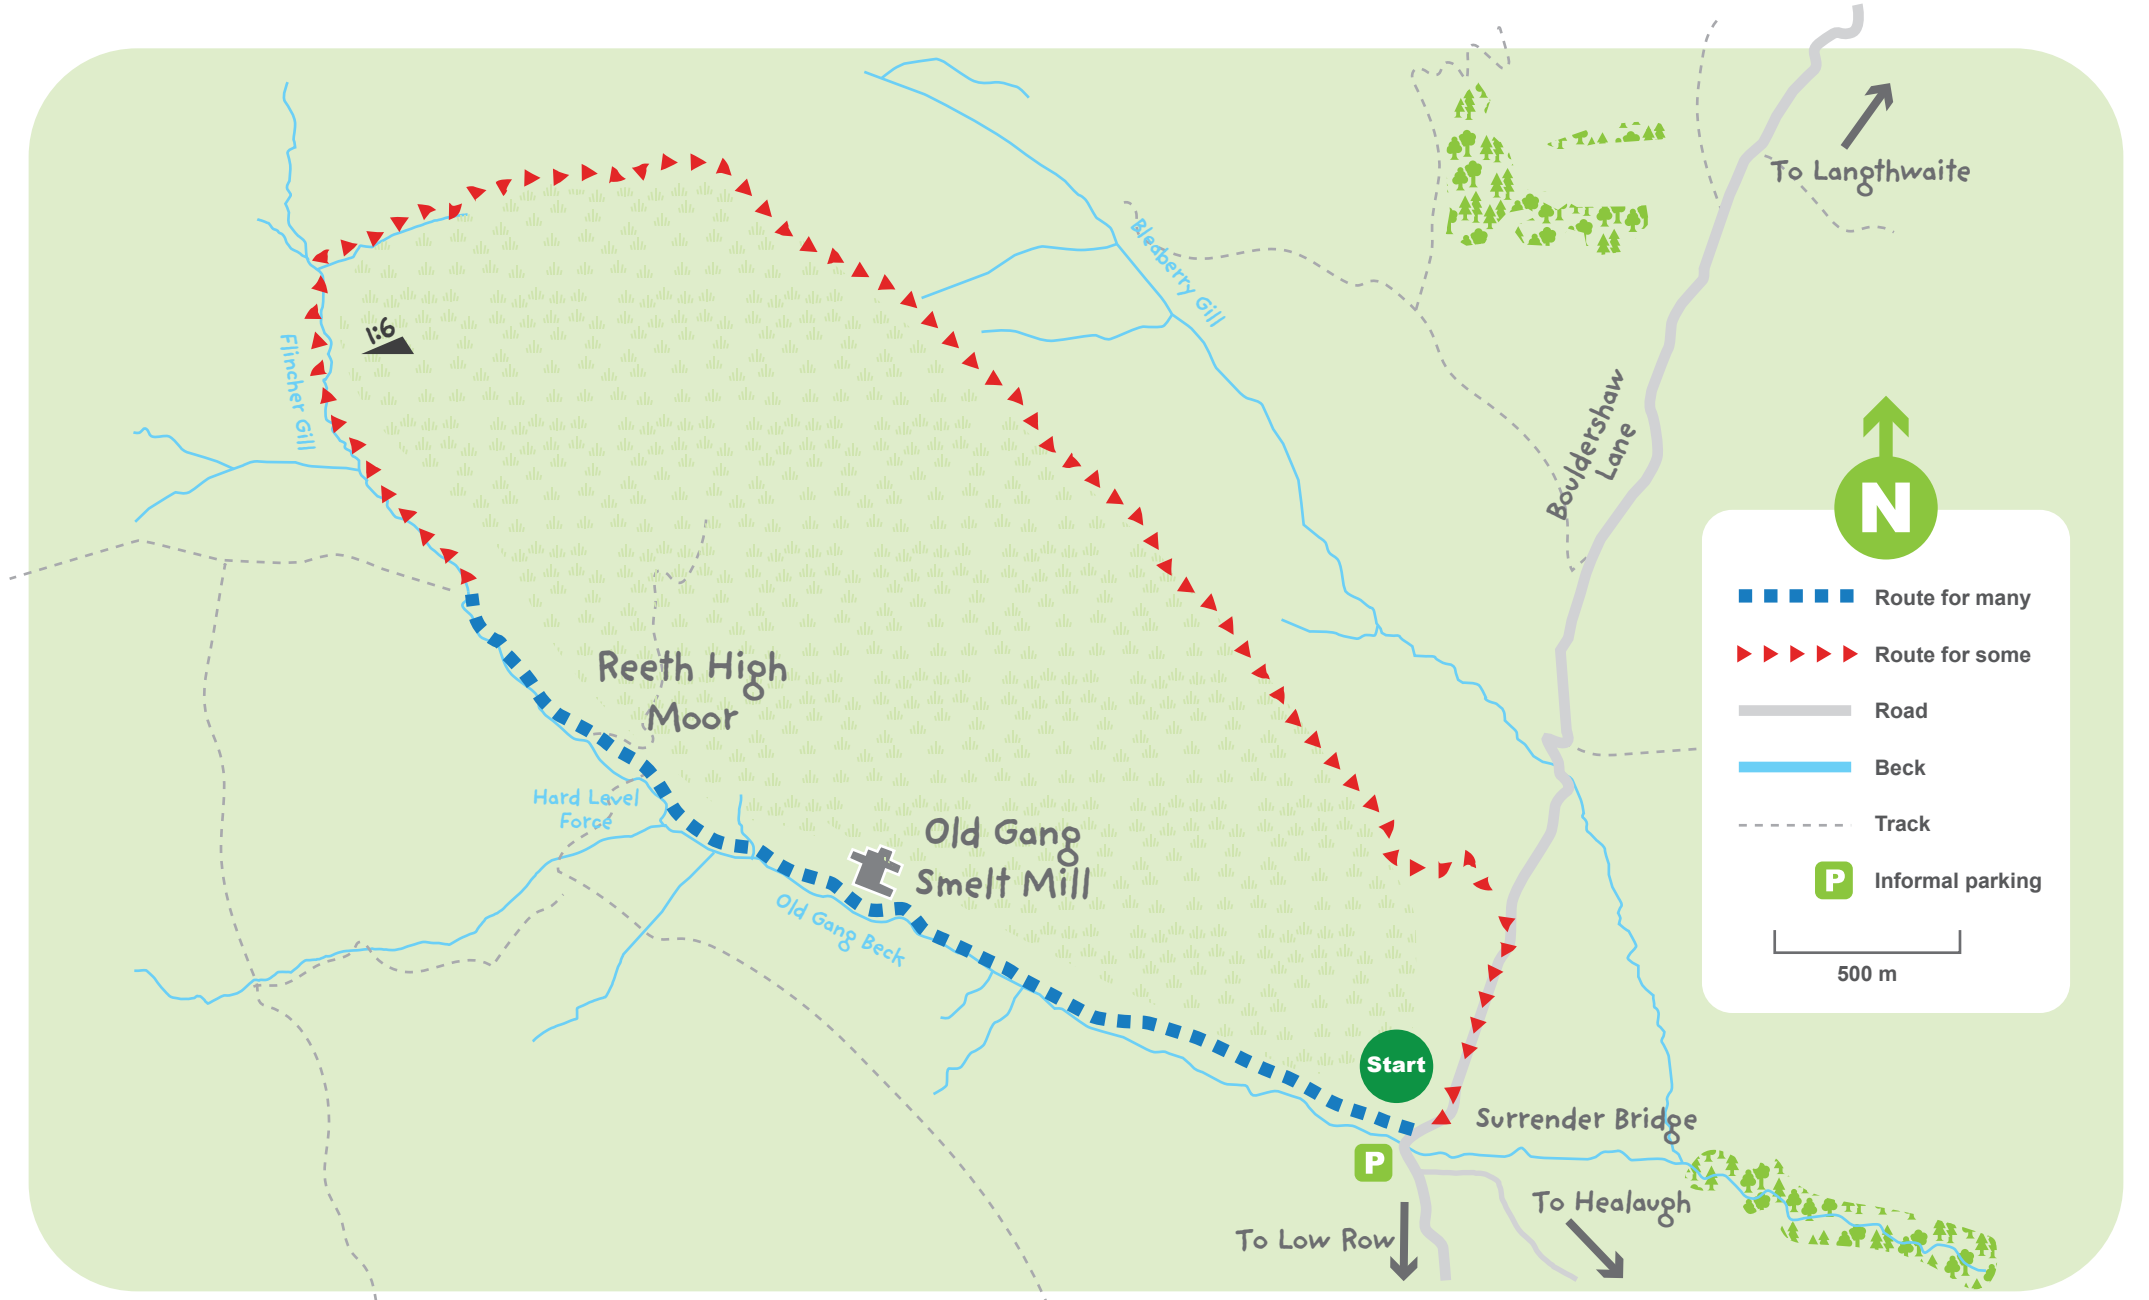 To Langthwaite
Bleaberry Gill
1:6
Flincher Gill
Bouldershaw
Lane
N
Route for many
Route for some
Road
Beck
Track
P
Informal parking
500 m
Reeth High
Moor
Hard Level
Force
Old Gang
Smelt Mill
Old Gang Beck
Start
Surrender Bridge
P
To Healaugh
To Low Row